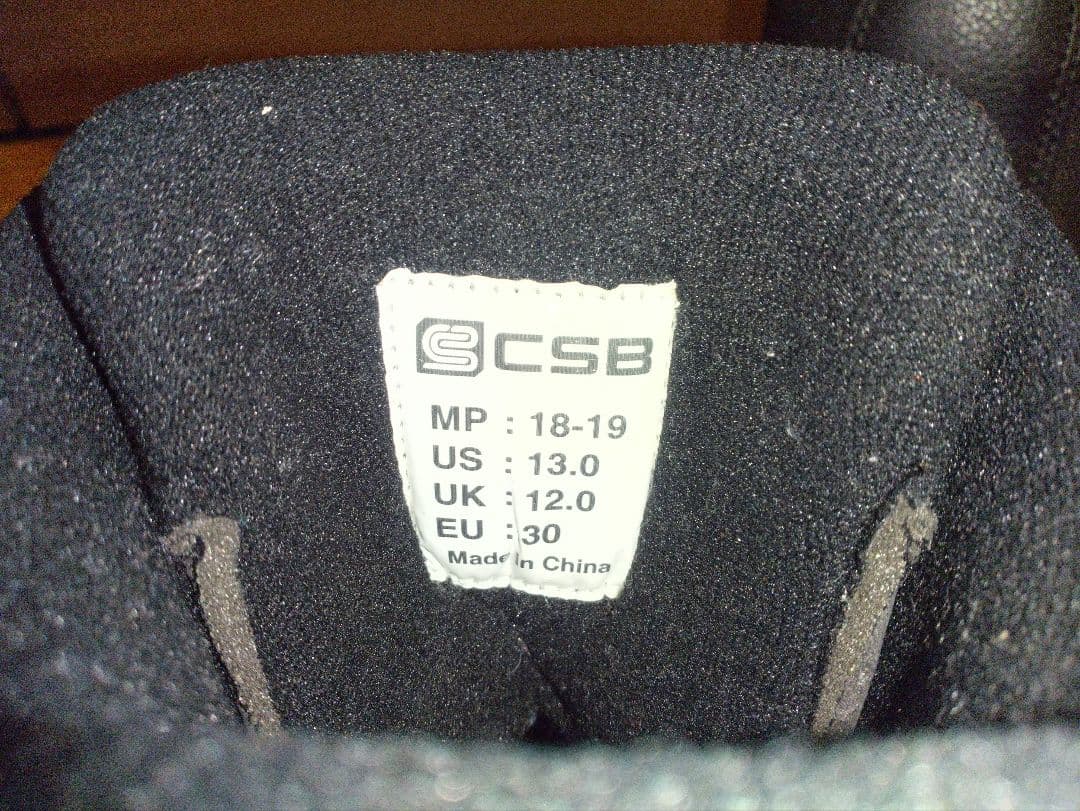 CSB
MP : 18-19
US : 13.0
UK : 12.0
EU : 30
Made in China